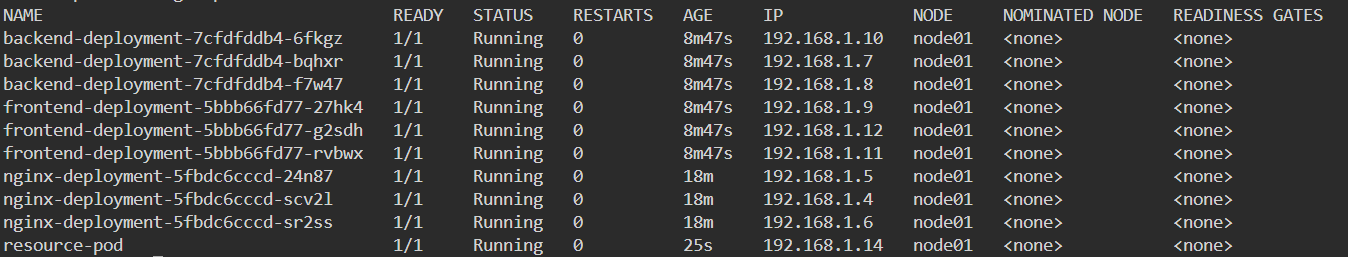 NAME READY STATUS RESTARTS AGE IP NODE NOMINATED NODE READINESS GATES
backend-deployment-7cfdfddb4-6fkgz 1/1 Running 0 8m47s 192.168.1.10 node01 <none> <none>
backend-deployment-7cfdfddb4-bqhxr 1/1 Running 0 8m47s 192.168.1.7 node01 <none> <none>
backend-deployment-7cfdfddb4-f7w47 1/1 Running 0 8m47s 192.168.1.8 node01 <none> <none>
frontend-deployment-5bbb66fd77-27hk4 1/1 Running 0 8m47s 192.168.1.9 node01 <none> <none>
frontend-deployment-5bbb66fd77-g2sdh 1/1 Running 0 8m47s 192.168.1.12 node01 <none> <none>
frontend-deployment-5bbb66fd77-rvbwx 1/1 Running 0 8m47s 192.168.1.11 node01 <none> <none>
nginx-deployment-5fbdc6cccd-24n87 1/1 Running 0 18m 192.168.1.5 node01 <none> <none>
nginx-deployment-5fbdc6cccd-scv2l 1/1 Running 0 18m 192.168.1.4 node01 <none> <none>
nginx-deployment-5fbdc6cccd-sr2ss 1/1 Running 0 18m 192.168.1.6 node01 <none> <none>
resource-pod 1/1 Running 0 25s 192.168.1.14 node01 <none> <none>